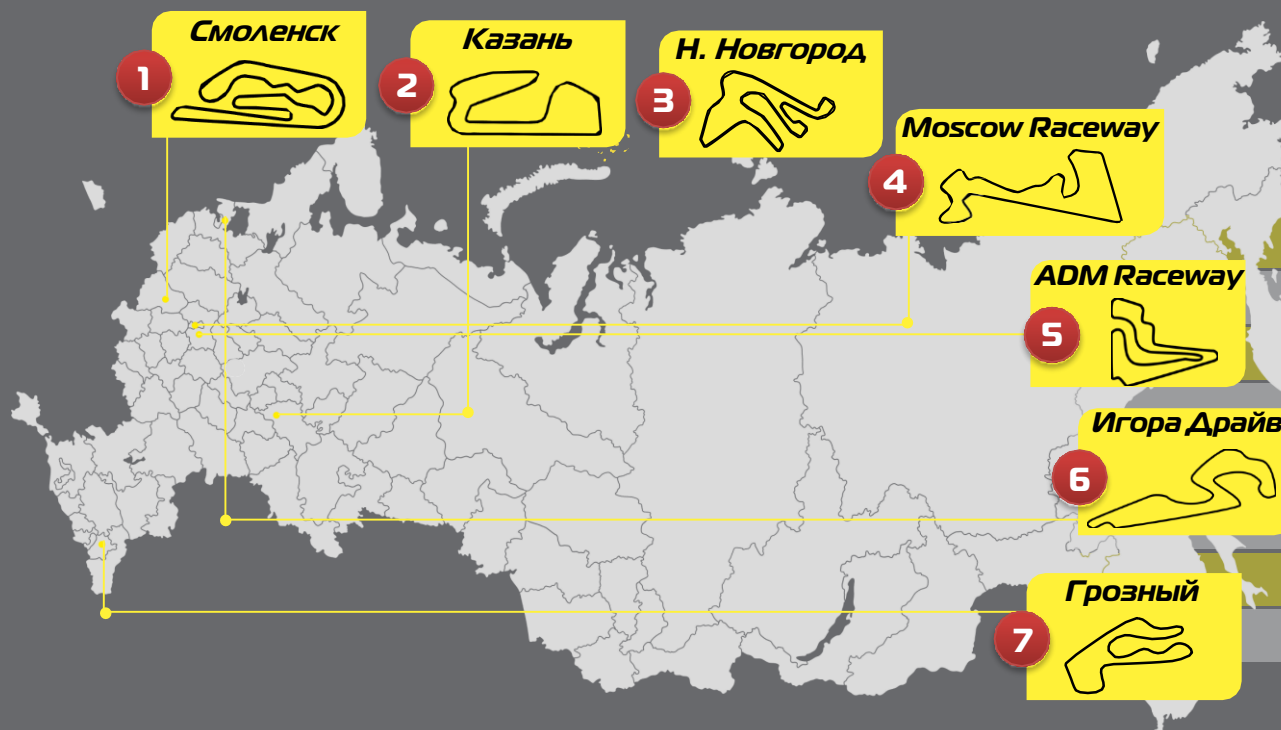 1
Смоленск
2
Казань
3
Н. Новгород
4
Moscow Raceway
5
ADM Raceway
6
Игора Драйв
7
Грозный